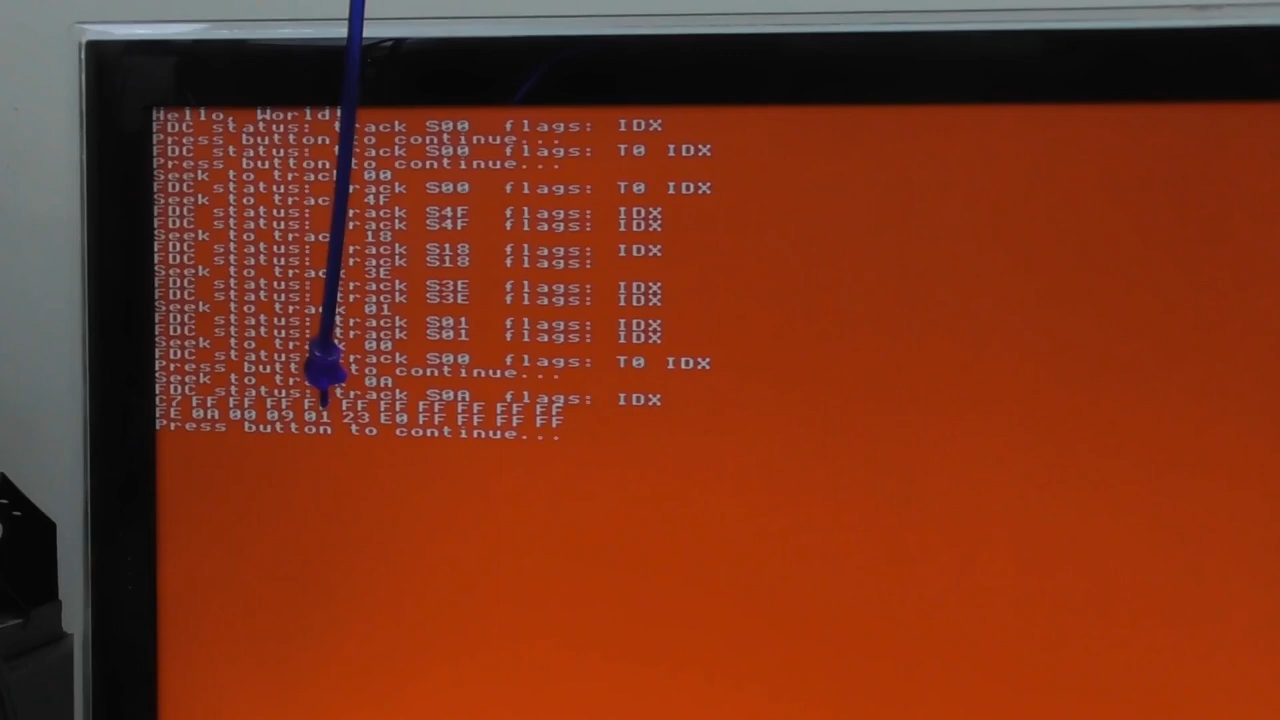 Hello, World!
FDC status: track S00 flags: IDX
Press button to continue...
FDC status: track S00 flags: T0 IDX
Press button to continue...
Seek to track 00
FDC status: track S00 flags: T0 IDX
Seek to track 4F
FDC status: track S4F flags: IDX
FDC status: track S4F flags: IDX
Seek to track 18
FDC status: track S18 flags: IDX
FDC status: track S18 flags:
Seek to track 3E
FDC status: track S3E flags: IDX
FDC status: track S3E flags: IDX
Seek to track 01
FDC status: track S01 flags: IDX
FDC status: track S01 flags: IDX
Seek to track 00
FDC status: track S00 flags: T0 IDX
Press button to continue...
Seek to track 0A
FDC status: track S0A flags: IDX
C7 FF FF FF FF FF FF FF FF FF FF
FE 0A 00 09 01 23 E0 FF FF FF FF
Press button to continue...